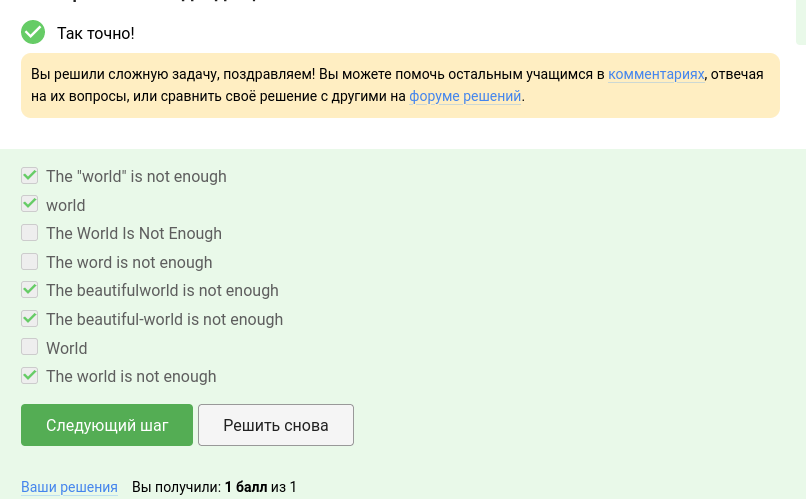 Так точно!
Вы решили сложную задачу, поздравляем! Вы можете помочь остальным учащимся в комментариях, отвечая
на их вопросы, или сравнить своё решение с другими на форуме решений.
The "world" is not enough
world
The World Is Not Enough
The word is not enough
The beautifulworld is not enough
The beautiful-world is not enough
World
The world is not enough
Следующий шаг Решить снова
Ваши решения Вы получили: 1 балл из 1